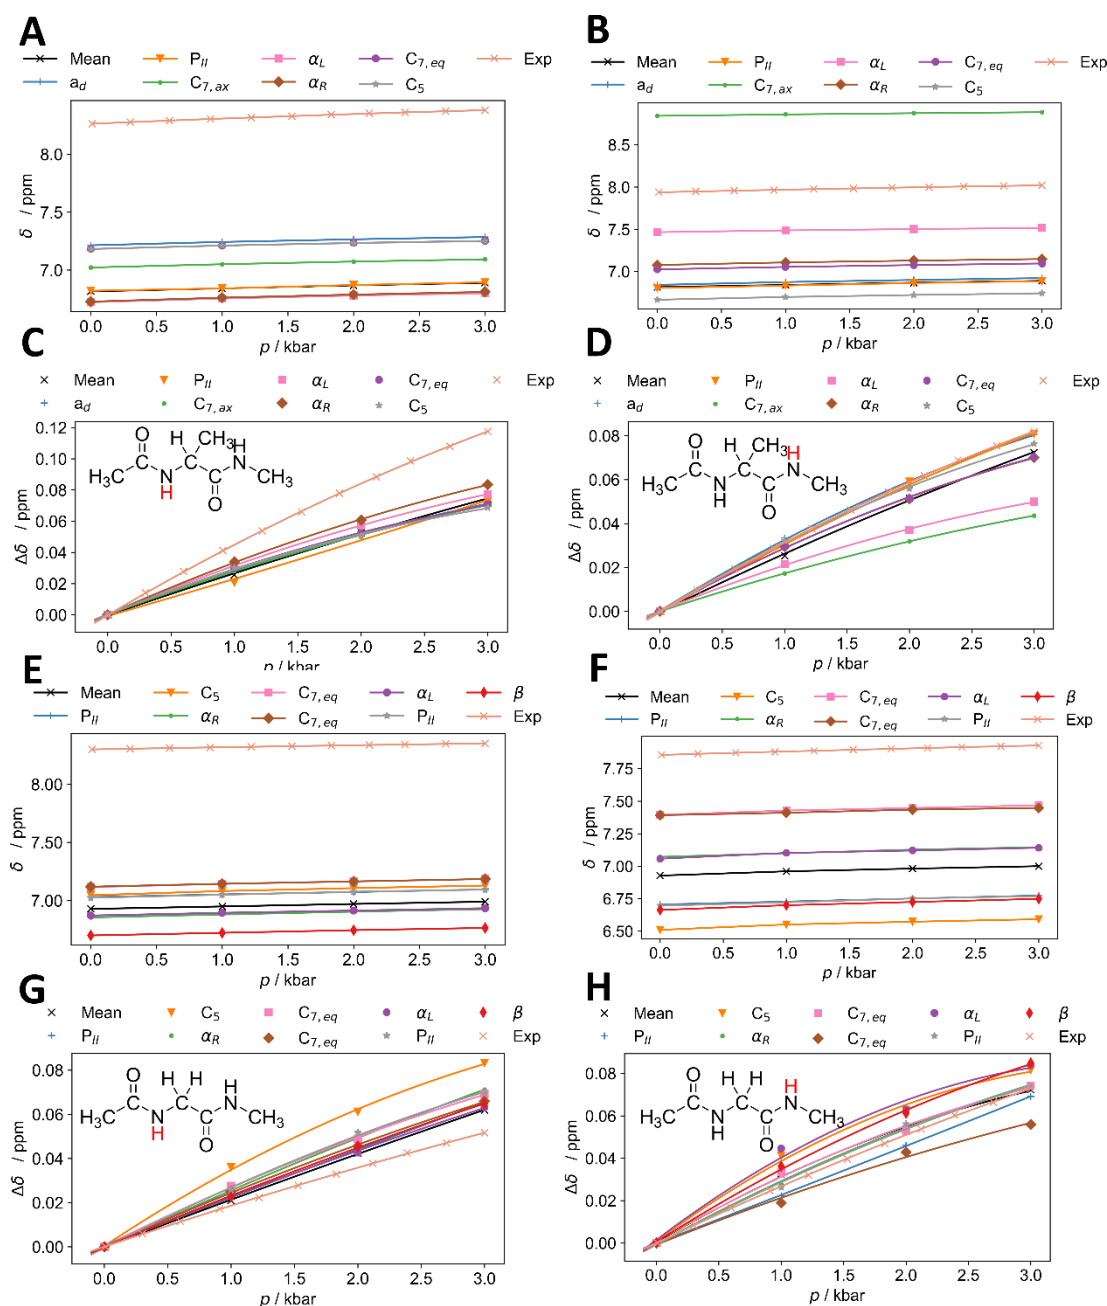 A
Mean P_II α_L C_7,eq Exp
a_d C_7,ax α_R C_5
δ / ppm
8.0
7.5
7.0
0.0 0.5 1.0 1.5 2.0 2.5 3.0
p / kbar
B
Mean P_II α_L C_7,eq Exp
a_d C_7,ax α_R C_5
δ / ppm
8.5
8.0
7.5
7.0
0.0 0.5 1.0 1.5 2.0 2.5 3.0
p / kbar
C
Mean P_II α_L C_7,eq Exp
a_d C_7,ax α_R C_5
Δδ / ppm
0.12
0.10
0.08
0.06
0.04
0.02
0.00
O H CH3 H
H3C C N CH3
N
H O
0.0 0.5 1.0 1.5 2.0 2.5 3.0
p / kbar
D
Mean P_II α_L C_7,eq Exp
a_d C_7,ax α_R C_5
Δδ / ppm
0.08
0.06
0.04
0.02
0.00
O H CH3 H
H3C C N CH3
N
H O
0.0 0.5 1.0 1.5 2.0 2.5 3.0
p / kbar
E
Mean C_5 C_7,eq α_L β
P_II α_R C_7,eq P_II Exp
δ / ppm
8.00
7.50
7.00
0.0 0.5 1.0 1.5 2.0 2.5 3.0
p / kbar
F
Mean C_5 C_7,eq α_L β
P_II α_R C_7,eq P_II Exp
δ / ppm
7.75
7.50
7.25
7.00
6.75
6.50
0.0 0.5 1.0 1.5 2.0 2.5 3.0
p / kbar
G
Mean C_5 C_7,eq α_L β
P_II α_R C_7,eq P_II Exp
Δδ / ppm
0.08
0.06
0.04
0.02
0.00
O H H H
H3C C N CH3
N
H O
0.0 0.5 1.0 1.5 2.0 2.5 3.0
p / kbar
H
Mean C_5 C_7,eq α_L β
P_II α_R C_7,eq P_II Exp
Δδ / ppm
0.08
0.06
0.04
0.02
0.00
O H H H
H3C C N CH3
N
H O
0.0 0.5 1.0 1.5 2.0 2.5 3.0
p / kbar